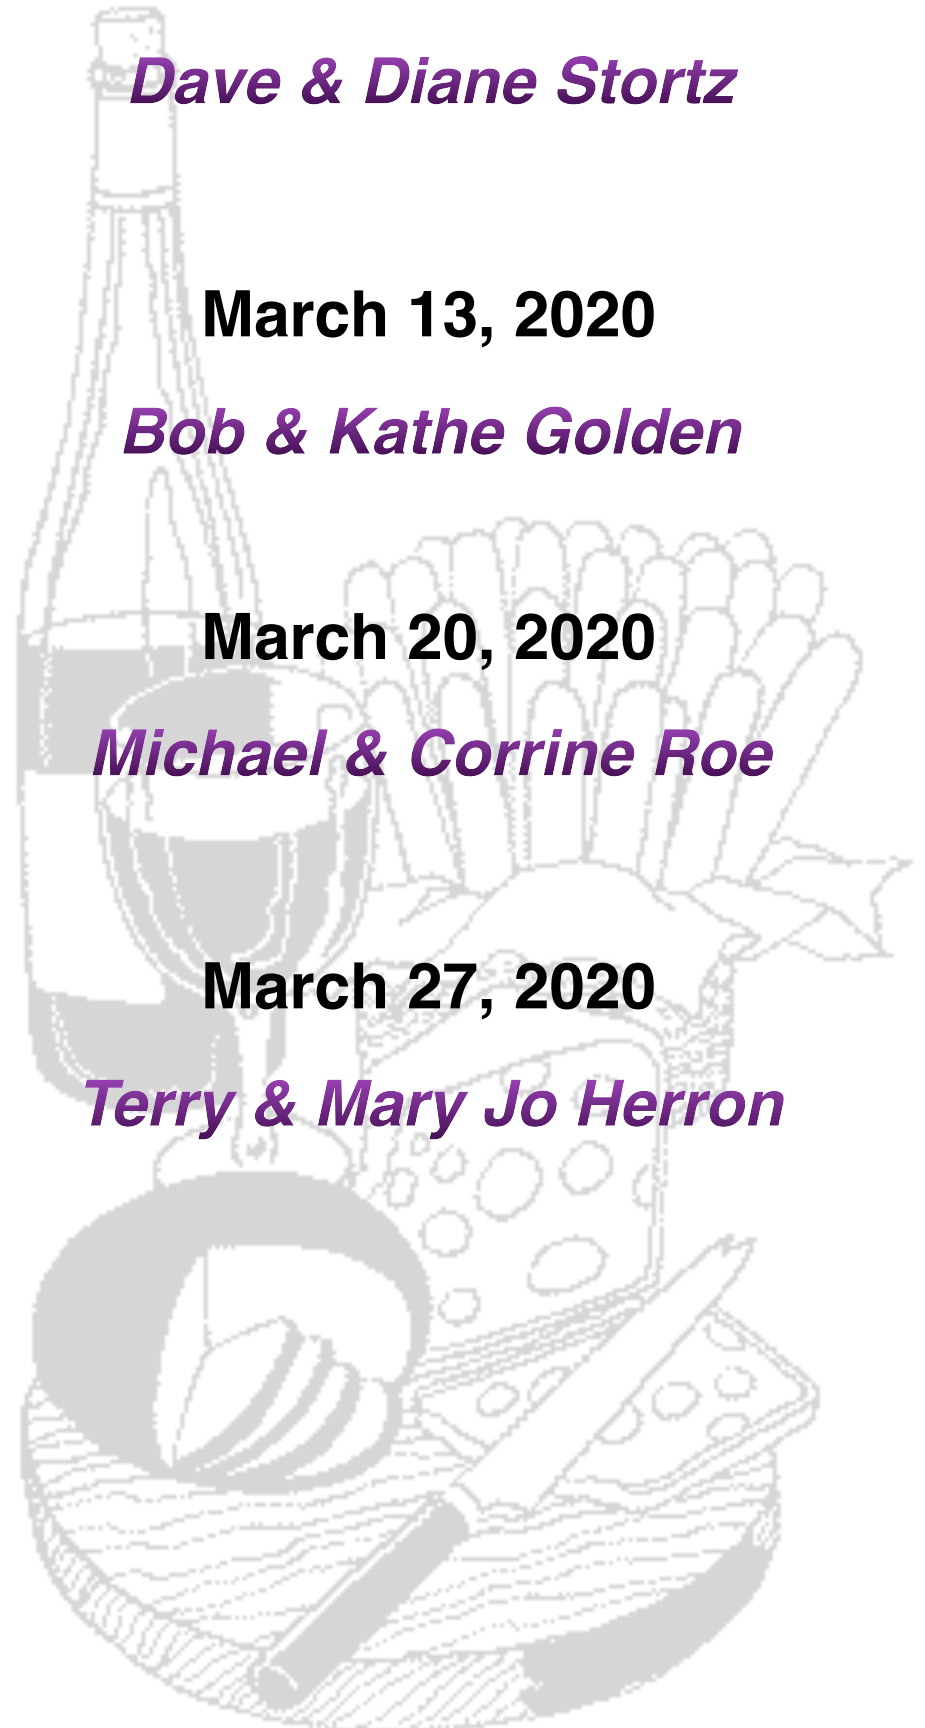 Dave & Diane Stortz
March 13, 2020
Bob & Kathe Golden
March 20, 2020
Michael & Corrine Roe
March 27, 2020
Terry & Mary Jo Herron